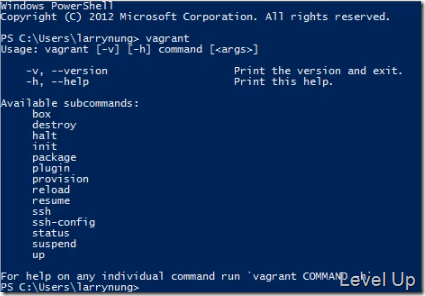 Windows PowerShell
Copyright (C) 2012 Microsoft Corporation. All rights reserved.
PS C:\Users\larrynung> vagrant
Usage: vagrant [-v] [-h] command [<args>]
-v, --version Print the version and exit.
-h, --help Print this help.
Available subcommands:
box
destroy
halt
init
package
plugin
provision
reload
resume
ssh
ssh-config
status
suspend
up
For help on any individual command run `vagrant COMMAND -h`
PS C:\Users\larrynung>
Level Up